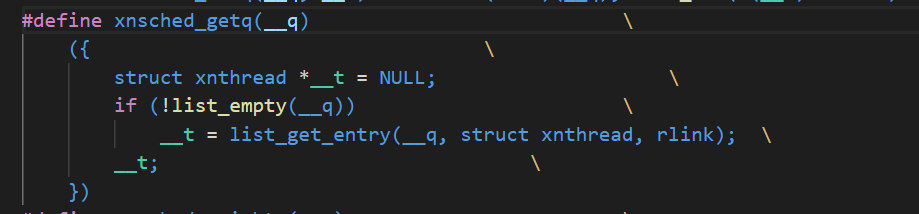 #define xnsched_getq(__q) \
({ \
struct xnthread *__t = NULL; \
if (!list_empty(__q)) \
__t = list_get_entry(__q, struct xnthread, rlink); \
__t; \
})